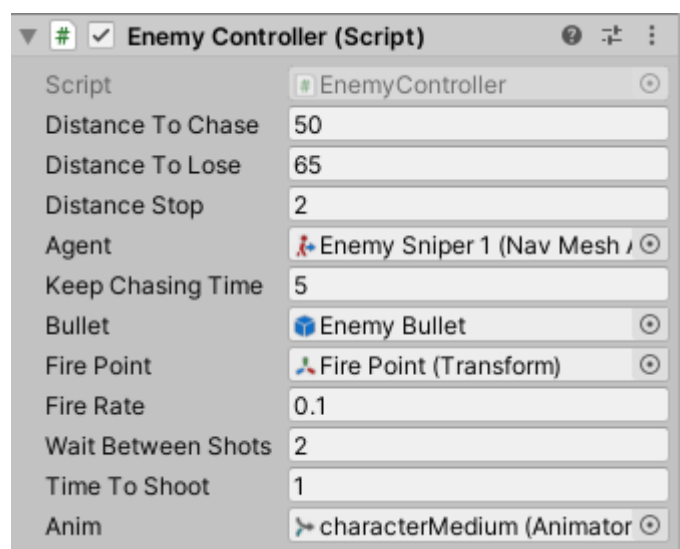 Enemy Controller (Script)
Script # EnemyController
Distance To Chase 50
Distance To Lose 65
Distance Stop 2
Agent Enemy Sniper 1 (Nav Mesh A
Keep Chasing Time 5
Bullet Enemy Bullet
Fire Point Fire Point (Transform)
Fire Rate 0.1
Wait Between Shots 2
Time To Shoot 1
Anim characterMedium (Animator